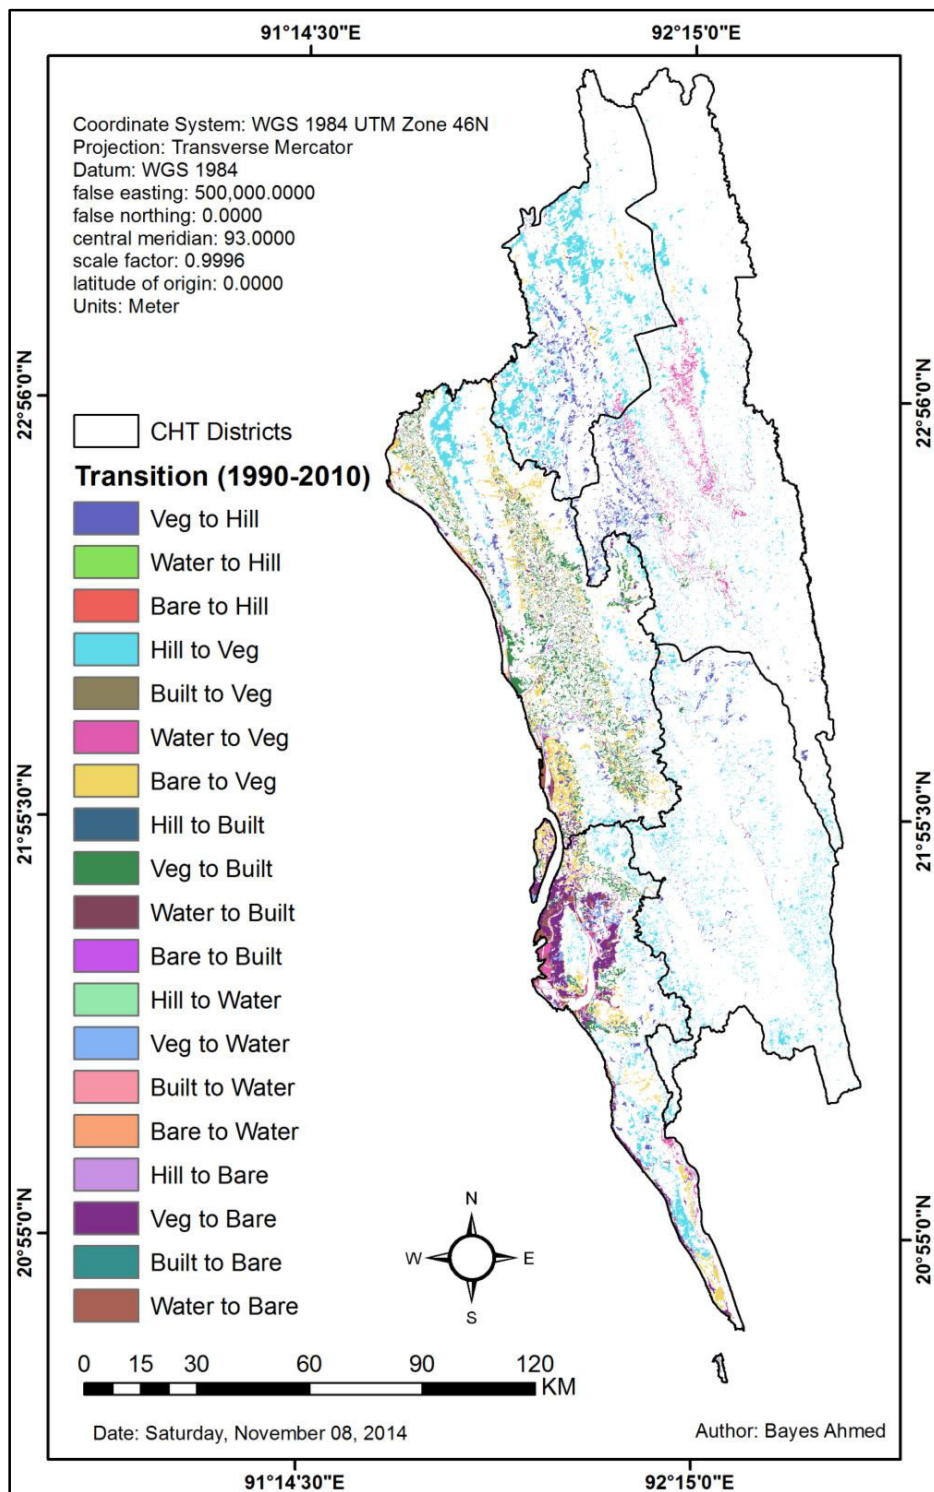 91°14'30"E
92°15'0"E
Coordinate System: WGS 1984 UTM Zone 46N
Projection: Transverse Mercator
Datum: WGS 1984
false easting: 500,000.0000
false northing: 0.0000
central meridian: 93.0000
scale factor: 0.9996
latitude of origin: 0.0000
Units: Meter
22°56'0"N
22°56'0"N
CHT Districts
Transition (1990-2010)
Veg to Hill
Water to Hill
Bare to Hill
Hill to Veg
Built to Veg
Water to Veg
Bare to Veg
Hill to Built
21°55'30"N
21°55'30"N
Veg to Built
Water to Built
Bare to Built
Hill to Water
Veg to Water
Built to Water
Bare to Water
Hill to Bare
Veg to Bare
Built to Bare
Water to Bare
20°55'0"N
20°55'0"N
N
W
E
S
0 15 30 60 90 120
KM
Date: Saturday, November 08, 2014
Author: Bayes Ahmed
91°14'30"E
92°15'0"E